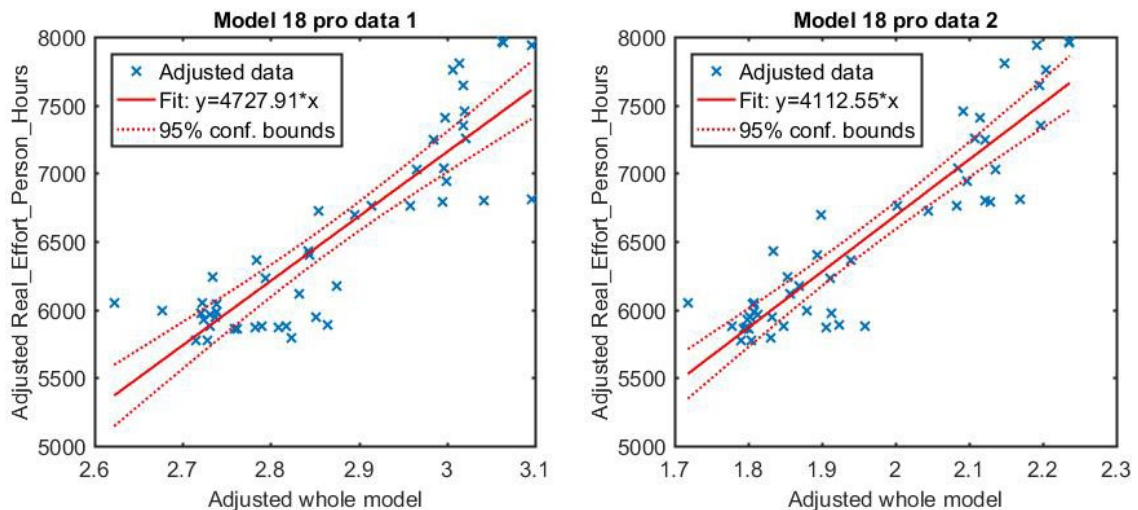 Model 18 pro data 1
Adjusted Real_Effort_Person_Hours
8000
7500
7000
6500
6000
5500
5000
Adjusted data
Fit: y=4727.91*x
95% conf. bounds
2.6 2.7 2.8 2.9 3 3.1
Adjusted whole model
Model 18 pro data 2
Adjusted Real_Effort_Person_Hours
8000
7500
7000
6500
6000
5500
5000
Adjusted data
Fit: y=4112.55*x
95% conf. bounds
1.7 1.8 1.9 2 2.1 2.2 2.3
Adjusted whole model